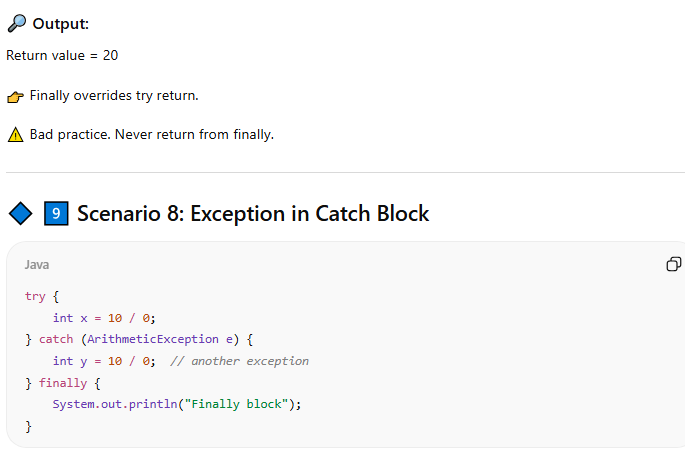 🔎 Output:
Return value = 20
👉 Finally overrides try return.
⚠️ Bad practice. Never return from finally.
🔷 9️⃣ Scenario 8: Exception in Catch Block
Java
try {
    int x = 10 / 0;
} catch (ArithmeticException e) {
    int y = 10 / 0;  // another exception
} finally {
    System.out.println("Finally block");
}